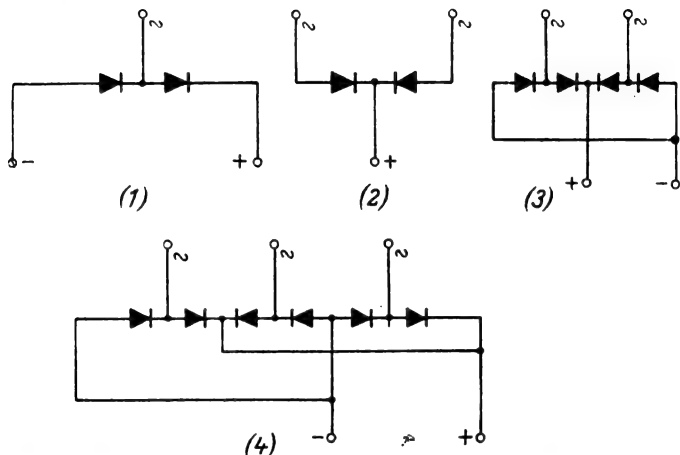 ~ ~ ~ ~ ~
- + + + -
(1) (2) (3)
~ ~ ~
- +
(4)